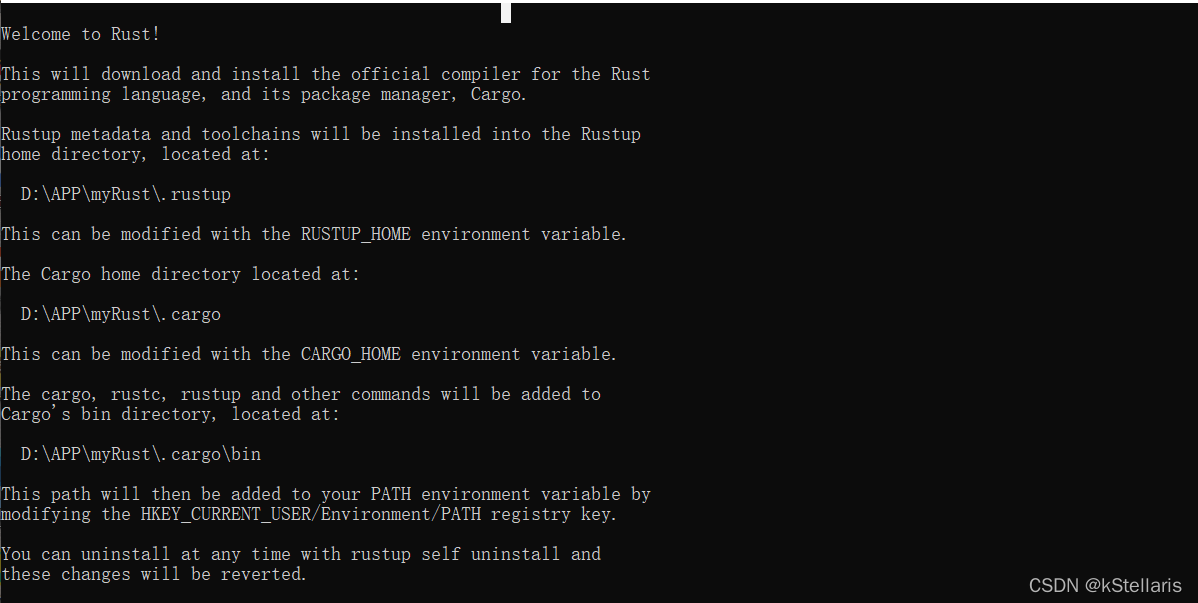 Welcome to Rust!
This will download and install the official compiler for the Rust
programming language, and its package manager, Cargo.
Rustup metadata and toolchains will be installed into the Rustup
home directory, located at:
D:\APP\myRust\.rustup
This can be modified with the RUSTUP_HOME environment variable.
The Cargo home directory located at:
D:\APP\myRust\.cargo
This can be modified with the CARGO_HOME environment variable.
The cargo, rustc, rustup and other commands will be added to
Cargo's bin directory, located at:
D:\APP\myRust\.cargo\bin
This path will then be added to your PATH environment variable by
modifying the HKEY_CURRENT_USER/Environment/PATH registry key.
You can uninstall at any time with rustup self uninstall and
these changes will be reverted.
CSDN @kStellaris